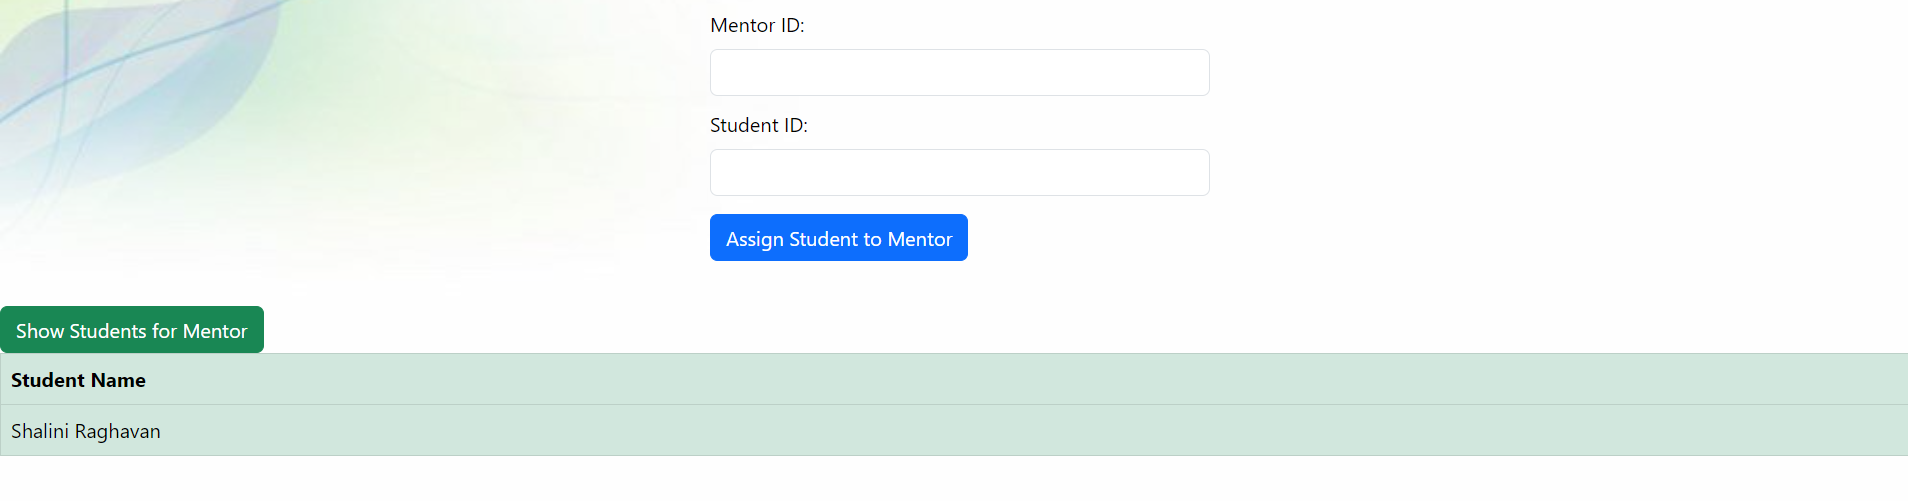 Mentor ID:
Student ID:
Assign Student to Mentor
Show Students for Mentor
Student Name
Shalini Raghavan